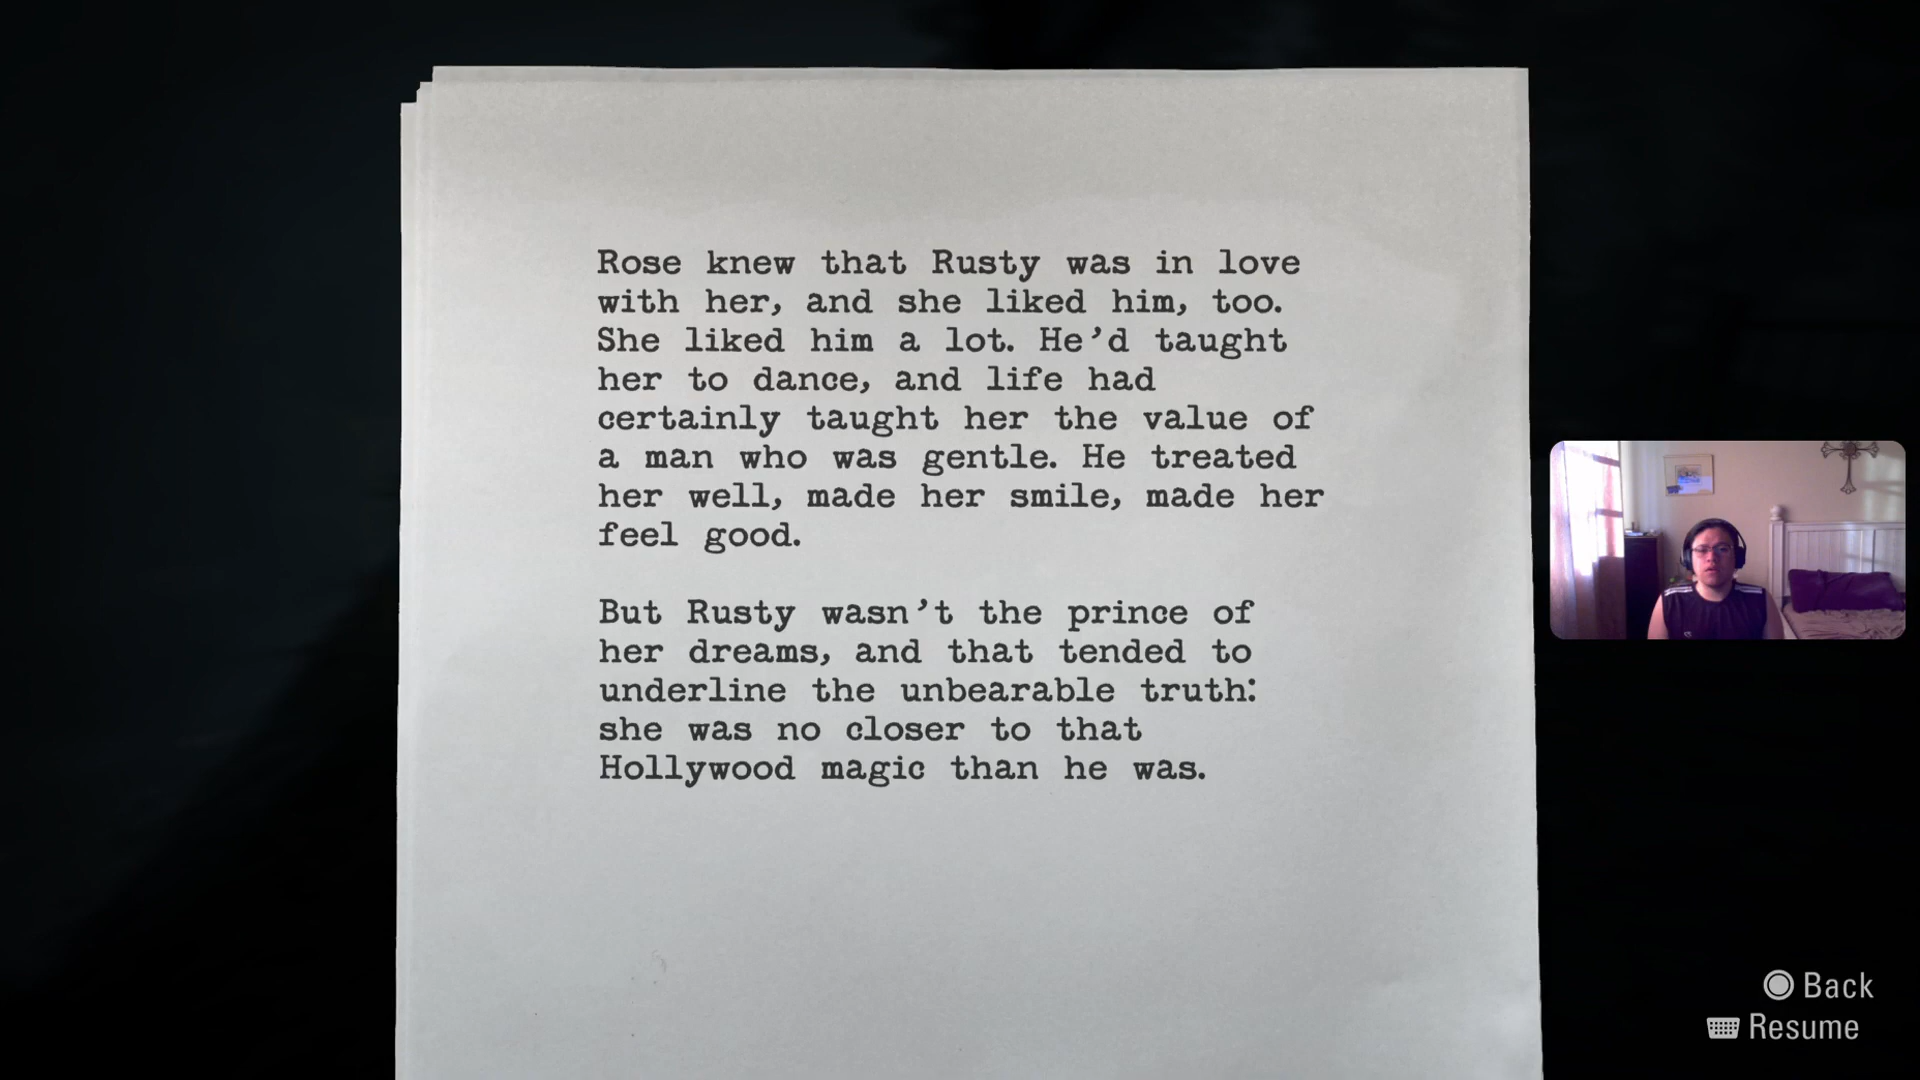 Rose knew that Rusty was in love
with her, and she liked him, too.
She liked him a lot. He’d taught
her to dance, and life had
certainly taught her the value of
a man who was gentle. He treated
her well, made her smile, made her
feel good.
But Rusty wasn’t the prince of
her dreams, and that tended to
underline the unbearable truth:
she was no closer to that
Hollywood magic than he was.
Back
Resume